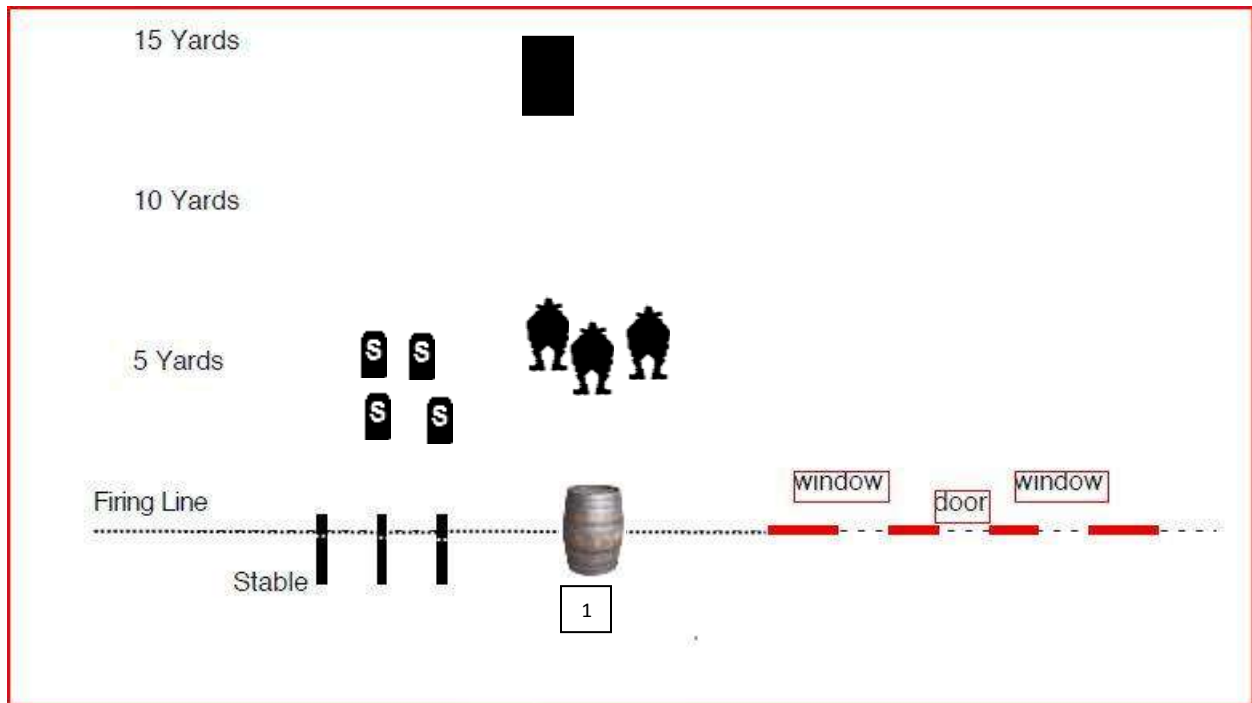 15 Yards
10 Yards
5 Yards
S S
S S
Firing Line
window
door
window
Stable
1